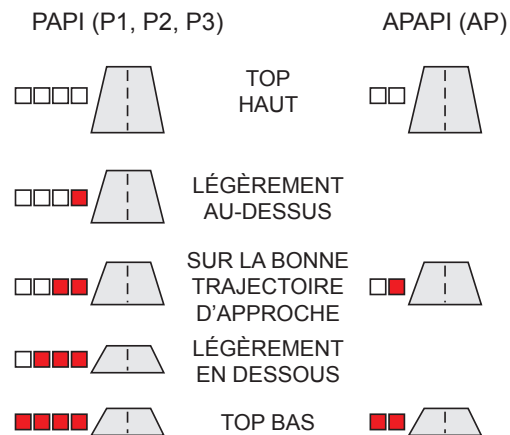 PAPI (P1, P2, P3)
APAPI (AP)
TOP
HAUT
LÉGÈREMENT
AU-DESSUS
SUR LA BONNE
TRAJECTOIRE
D'APPROCHE
LÉGÈREMENT
EN DESSOUS
TOP BAS